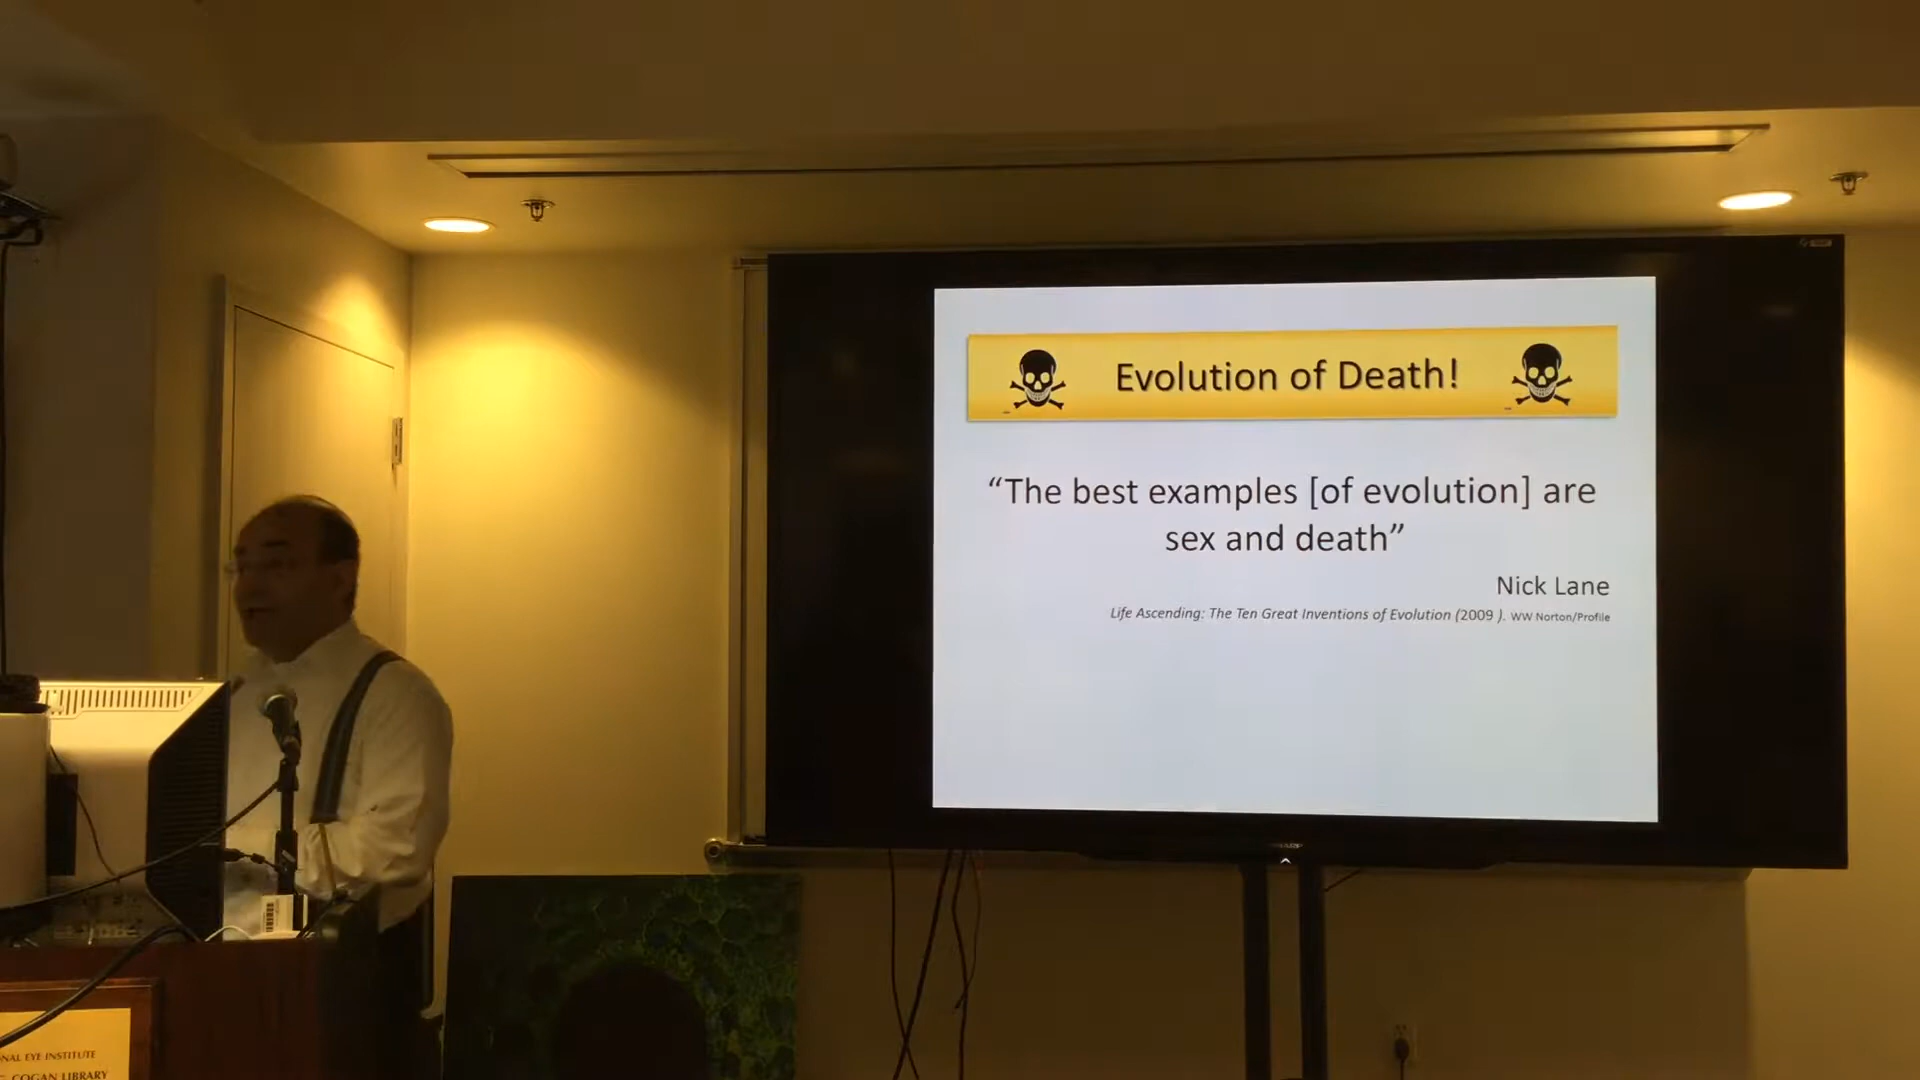 Evolution of Death!
“The best examples [of evolution] are
sex and death”
Nick Lane
Life Ascending: The Ten Great Inventions of Evolution (2009 ). WW Norton/Profile
SHARP
NAL EYE INSTITUTE
COGAN LIBRARY